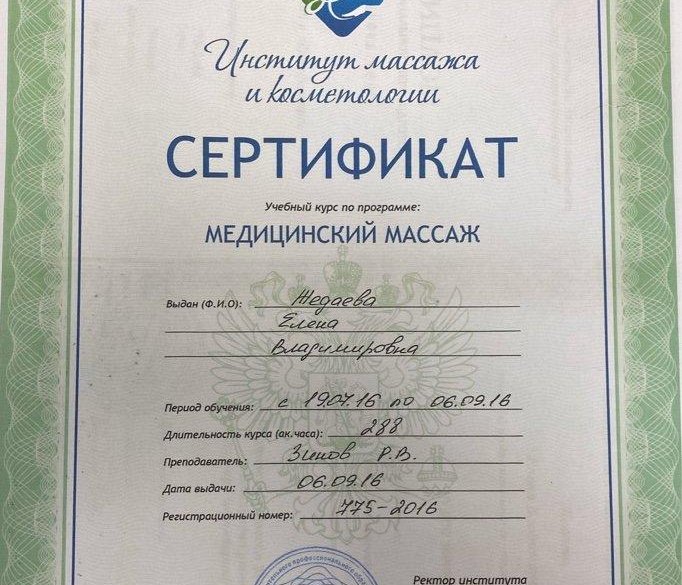 Институт массажа
и косметологии
СЕРТИФИКАТ
Учебный курс по программе:
МЕДИЦИНСКИЙ МАССАЖ
Выдан (Ф.И.О): Жедаева
Елена
Владимировна
Период обучения: с 19.07.16 по 06.09.16
Длительность курса (ак.часа): 288
Преподаватель: Зинов Р.В.
Дата выдачи: 06.09.16
Регистрационный номер: 775-2016
Ректор института